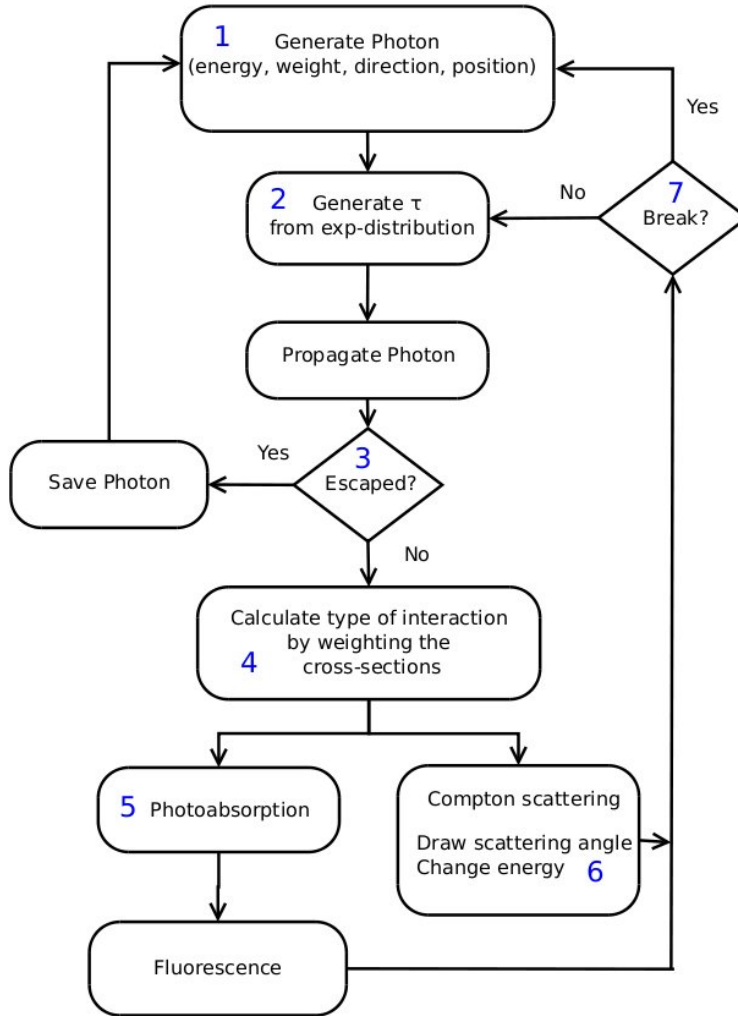 1
Generate Photon
(energy, weight, direction, position)
Yes
2
Generate τ
from exp-distribution
No
7
Break?
Propagate Photon
Save Photon
Yes
3
Escaped?
No
Calculate type of interaction
by weighting the
4
cross-sections
5 Photoabsorption
Compton scattering
Draw scattering angle
Change energy 6
Fluorescence